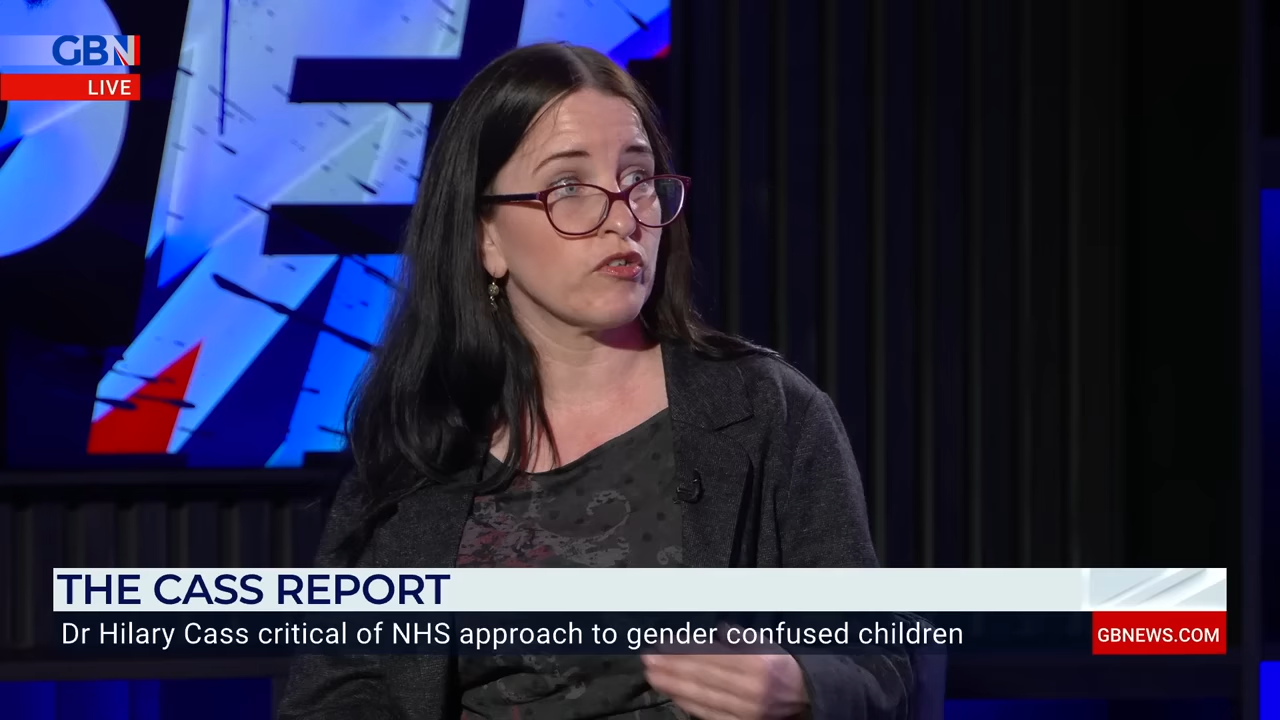 GBN
LIVE
THE CASS REPORT
Dr Hilary Cass critical of NHS approach to gender confused children
GBNEWS.COM